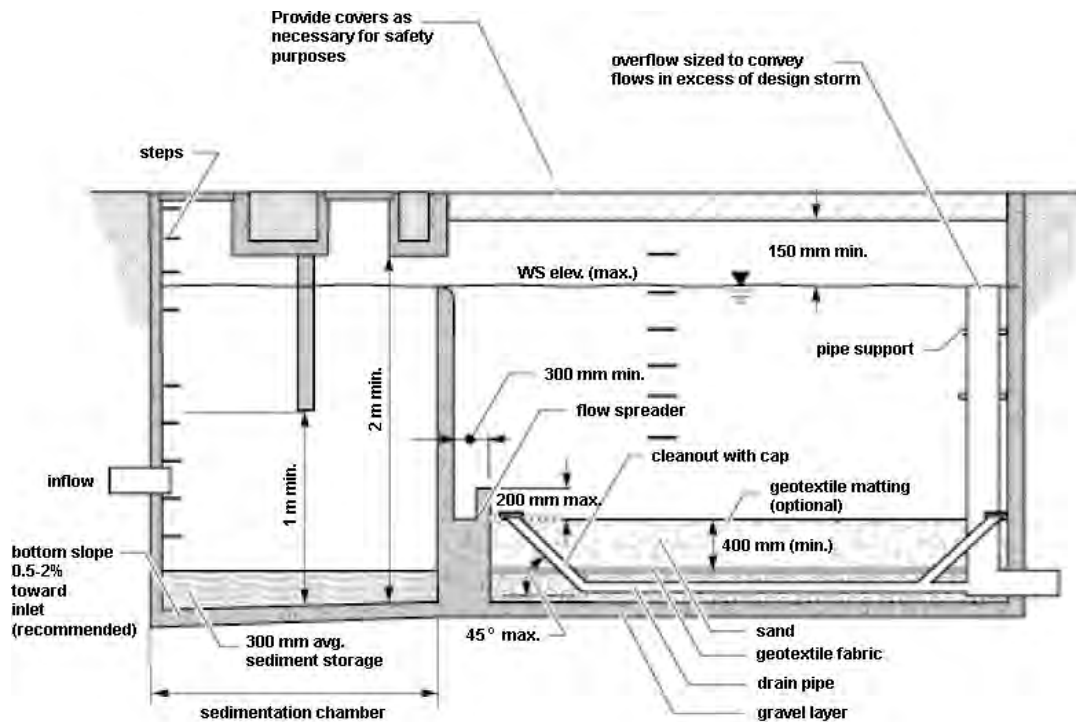 Provide covers as
necessary for safety
purposes
overflow sized to convey
flows in excess of design storm
steps
150 mm min.
WS elev. (max.)
pipe support
2 m min.
300 mm min.
flow spreader
cleanout with cap
inflow
1 m min.
200 mm max.
geotextile matting
(optional)
400 mm (min.)
bottom slope
0.5-2%
toward
inlet
(recommended)
300 mm avg.
sediment storage
45° max.
sand
geotextile fabric
drain pipe
gravel layer
sedimentation chamber